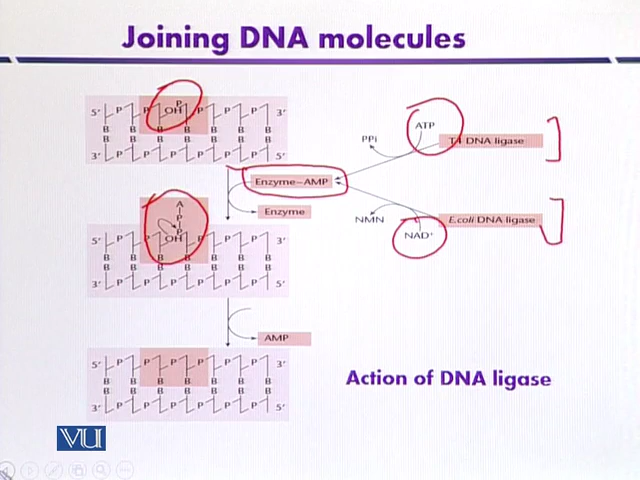 Joining DNA molecules
P
OH
5' P P P P P P 3'
B B B B B B B
B B B B B B B
3' P P P P P P 5'
ATP
PPi
T4 DNA ligase
Enzyme–AMP
Enzyme
NMN
E.coli DNA ligase
NAD⁺
A
P
P
OH
5' P P P P P P 3'
B B B B B B B
B B B B B B B
3' P P P P P P 5'
AMP
5' P P P P P P 3'
B B B B B B B
B B B B B B B
3' P P P P P P 5'
Action of DNA ligase
VU